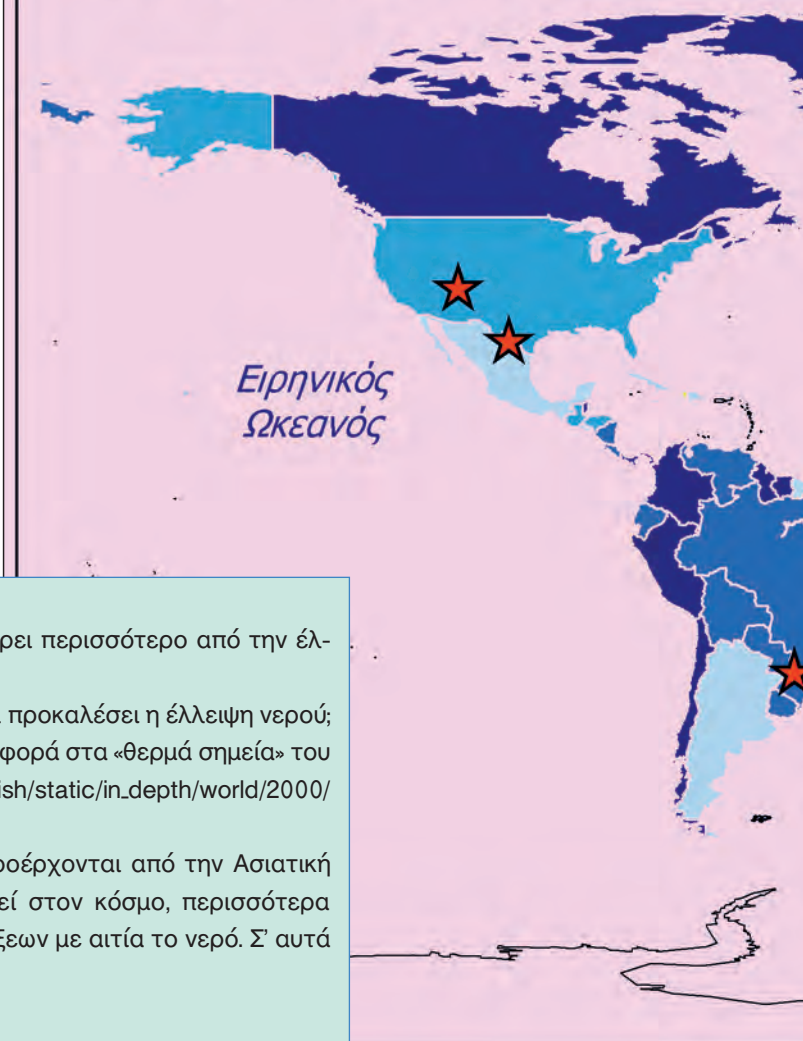 Ειρηνικός
Ωκεανός
ρει περισσότερο από την έλ-
προκαλέσει η έλλειψη νερού;
φορά στα «θερμά σημεία» του
ish/static/in_depth/world/2000/
οέρχονται από την Ασιατική
εί στον κόσμο, περισσότερα
ξεων με αιτία το νερό. Σ’ αυτά